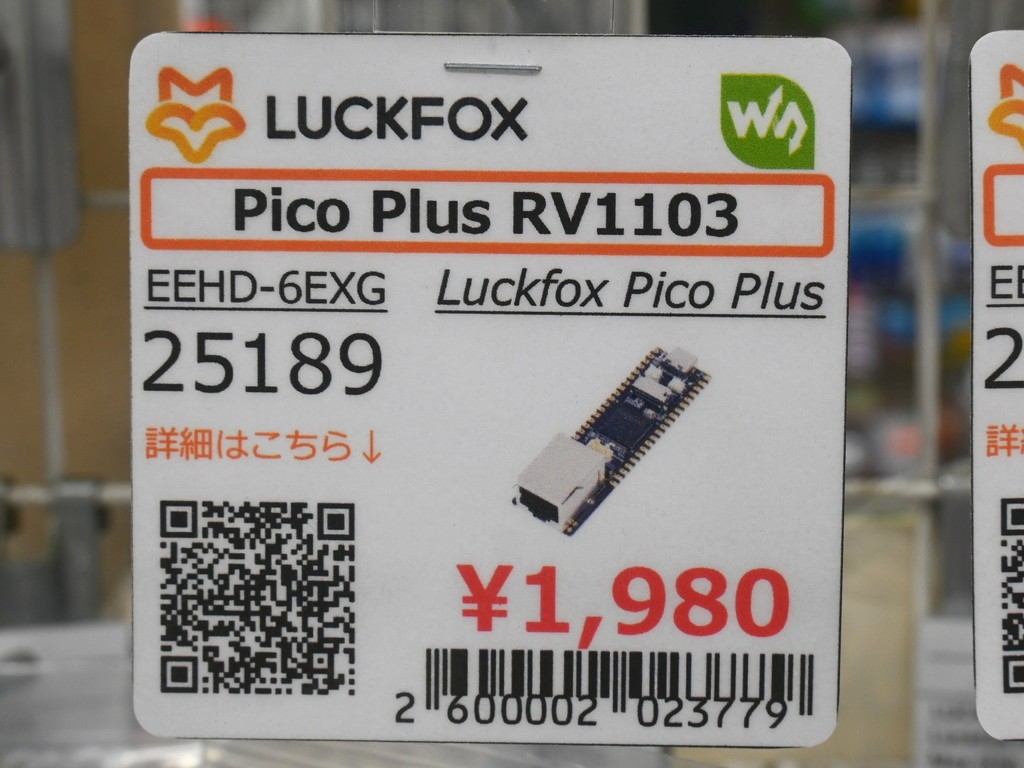 LUCKFOX
Pico Plus RV1103
EEHD-6EXG
Luckfox Pico Plus
25189
詳細はこちら↓
¥1,980
2 600002 023779